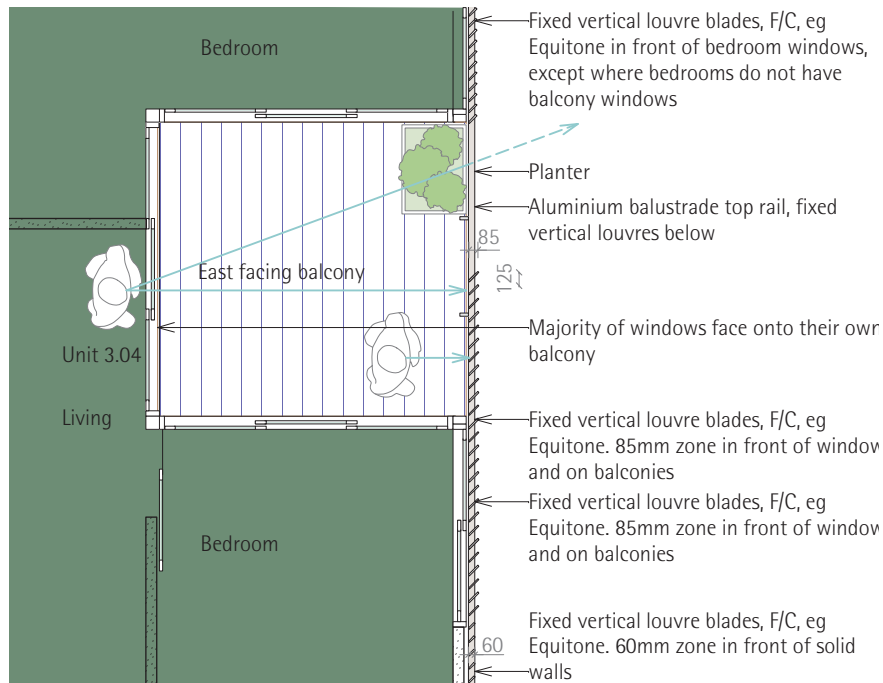 Bedroom
Fixed vertical louvre blades, F/C, eg
Equitone in front of bedroom windows,
except where bedrooms do not have
balcony windows
Planter
Aluminium balustrade top rail, fixed
vertical louvres below
85
125
East facing balcony
Majority of windows face onto their own
balcony
Unit 3.04
Living
Fixed vertical louvre blades, F/C, eg
Equitone. 85mm zone in front of window
and on balconies
Fixed vertical louvre blades, F/C, eg
Equitone. 85mm zone in front of window
and on balconies
Bedroom
Fixed vertical louvre blades, F/C, eg
Equitone. 60mm zone in front of solid
walls
60